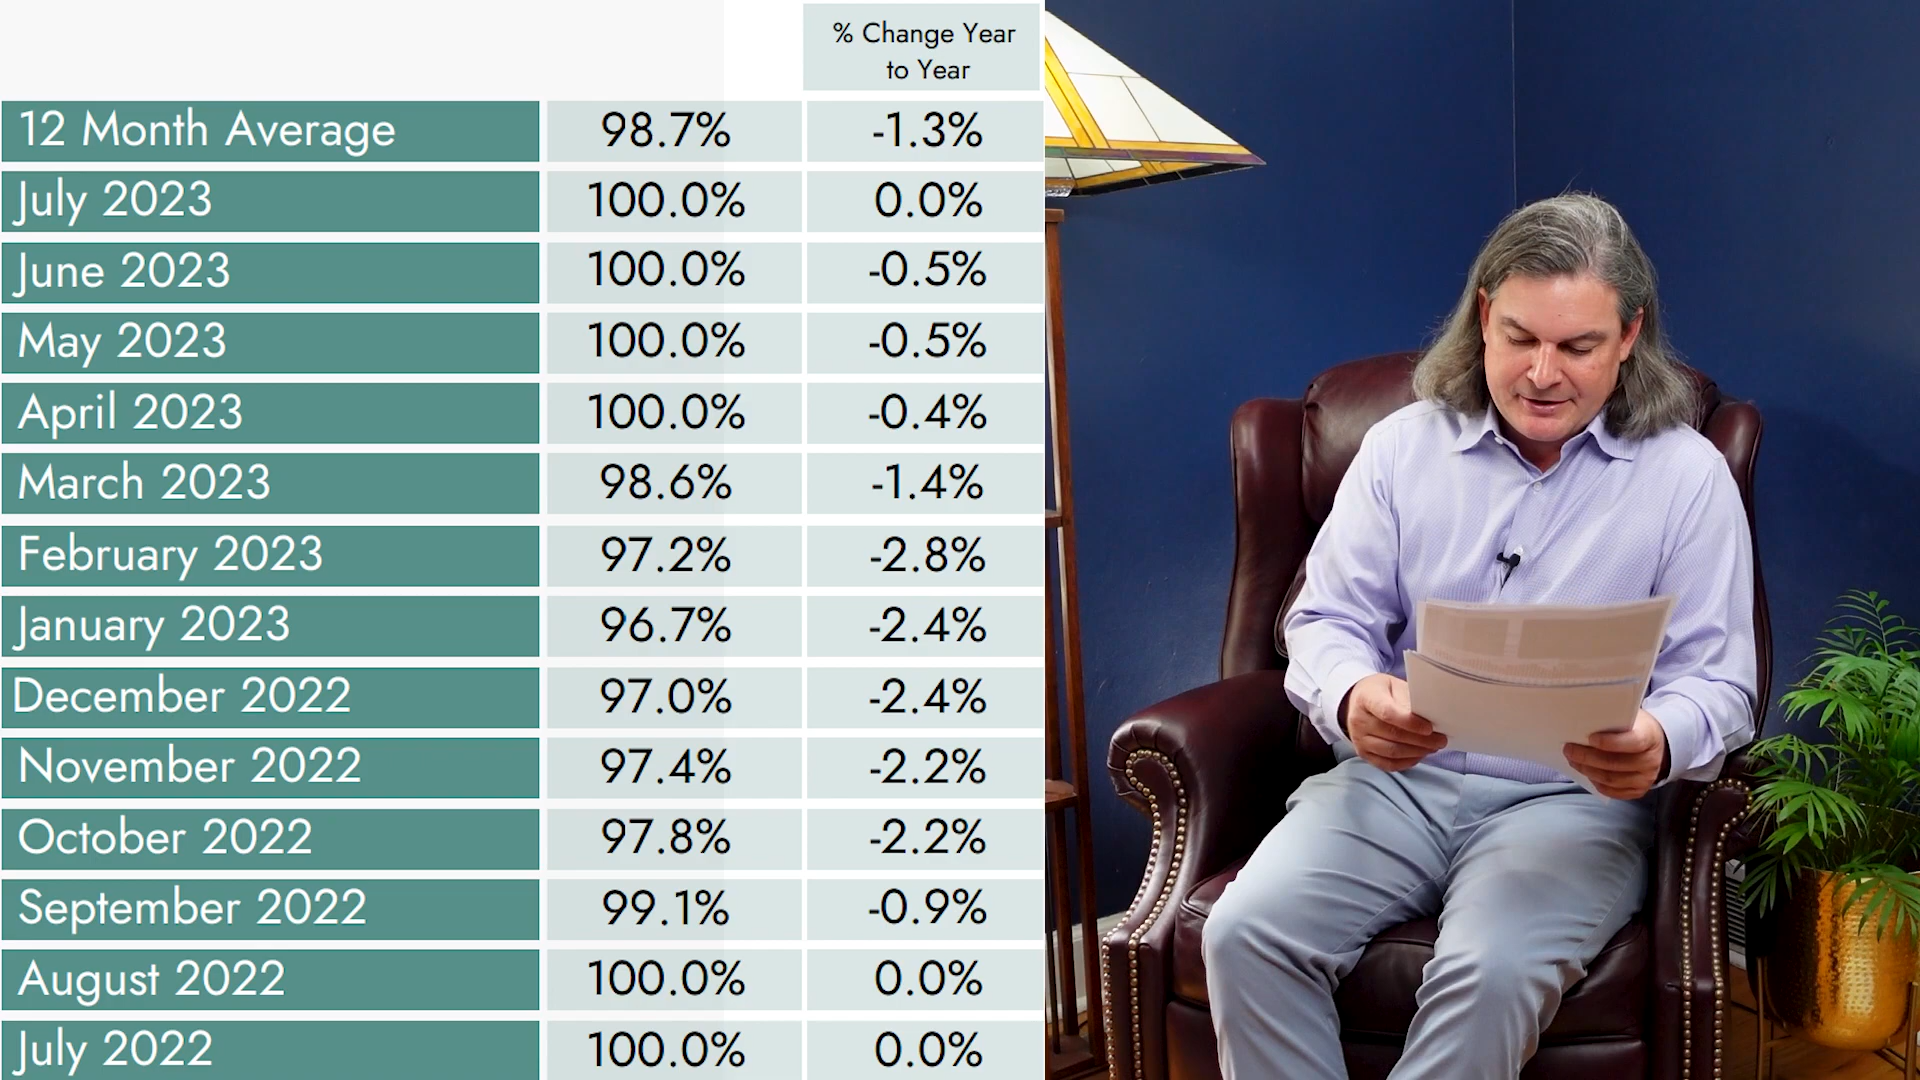 % Change Year
to Year
12 Month Average 98.7% -1.3%
July 2023 100.0% 0.0%
June 2023 100.0% -0.5%
May 2023 100.0% -0.5%
April 2023 100.0% -0.4%
March 2023 98.6% -1.4%
February 2023 97.2% -2.8%
January 2023 96.7% -2.4%
December 2022 97.0% -2.4%
November 2022 97.4% -2.2%
October 2022 97.8% -2.2%
September 2022 99.1% -0.9%
August 2022 100.0% 0.0%
July 2022 100.0% 0.0%